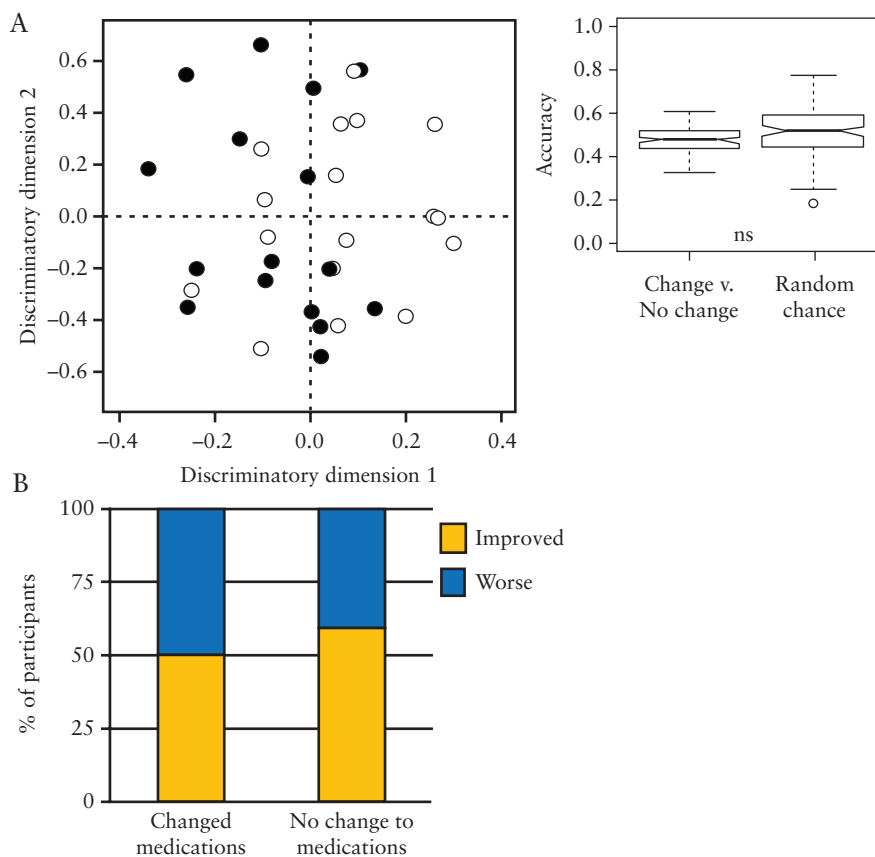 A
Discriminatory dimension 2
0.6
0.4
0.2
0.0
−0.2
−0.4
−0.6
−0.4
−0.2
0.0
0.2
0.4
Discriminatory dimension 1
Accuracy
1.0
0.8
0.6
0.4
0.2
0.0
ns
Change v.
No change
Random
chance
B
% of participants
100
75
50
25
0
Changed
medications
No change to
medications
Improved
Worse